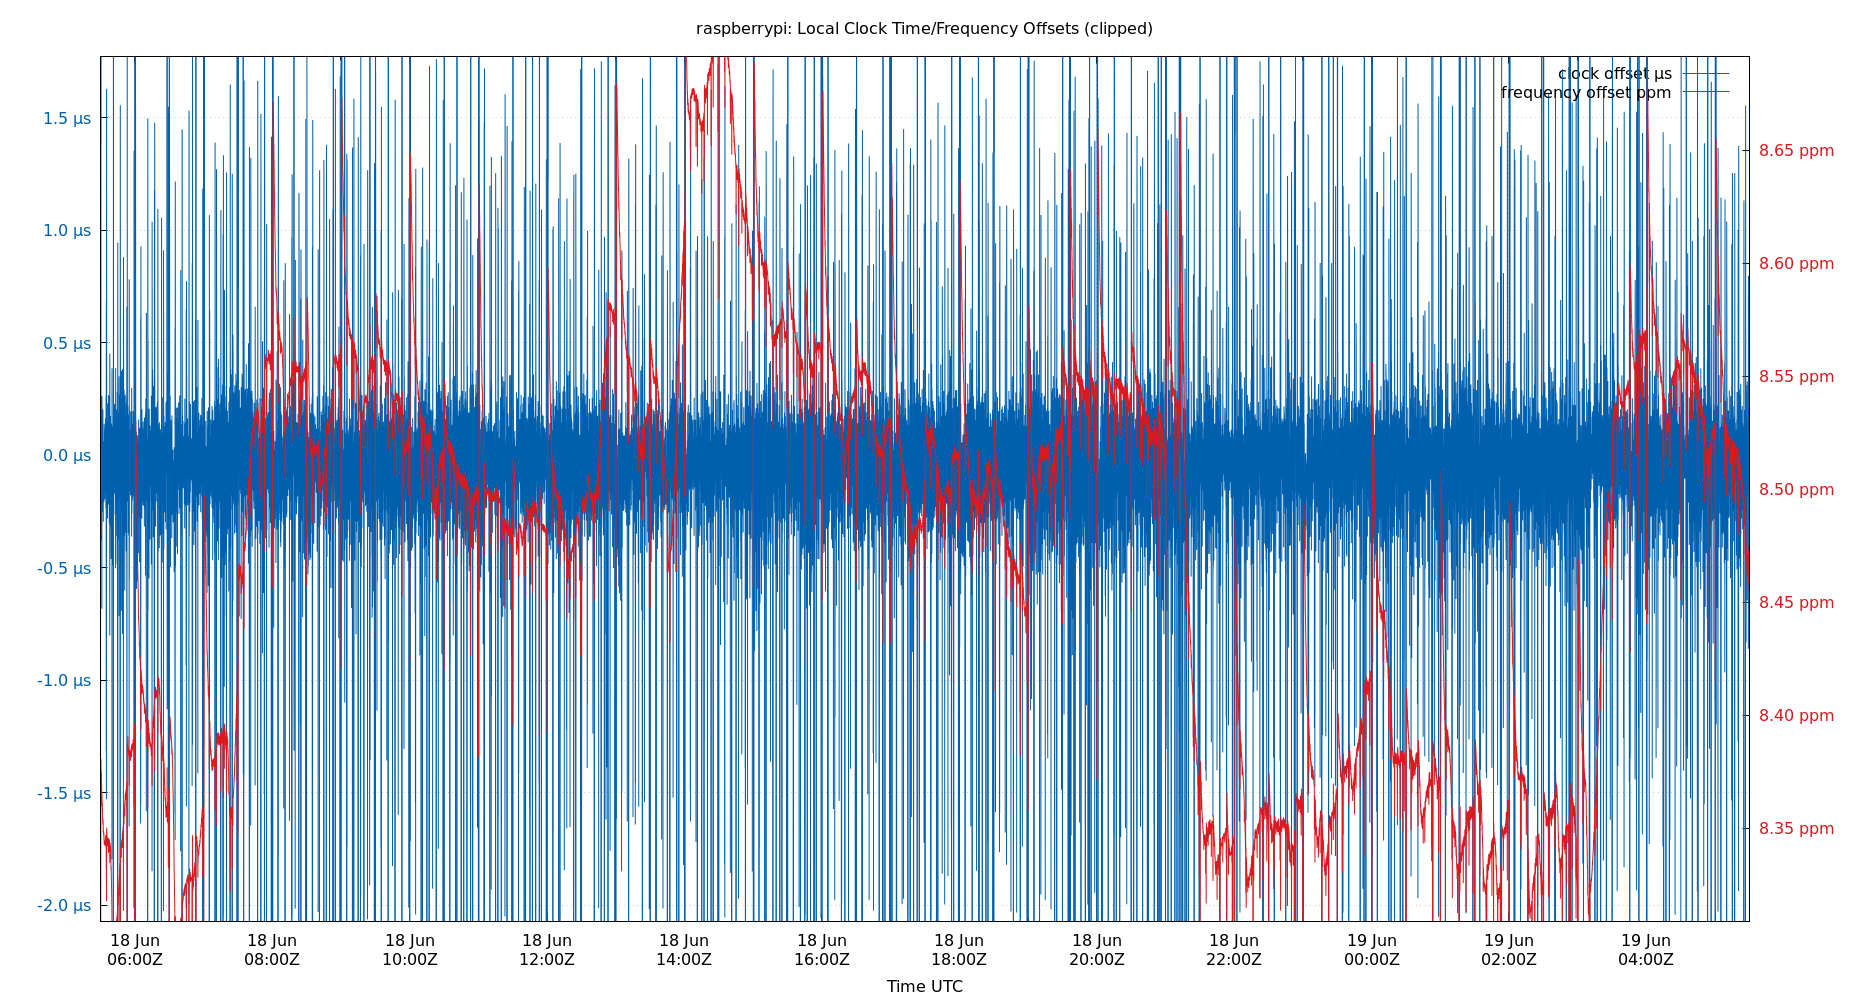 raspberrypi: Local Clock Time/Frequency Offsets (clipped)
clock offset µs
frequency offset ppm
1.5 µs
1.0 µs
0.5 µs
0.0 µs
-0.5 µs
-1.0 µs
-1.5 µs
-2.0 µs
8.65 ppm
8.60 ppm
8.55 ppm
8.50 ppm
8.45 ppm
8.40 ppm
8.35 ppm
18 Jun
06:00Z
18 Jun
08:00Z
18 Jun
10:00Z
18 Jun
12:00Z
18 Jun
14:00Z
18 Jun
16:00Z
18 Jun
18:00Z
18 Jun
20:00Z
18 Jun
22:00Z
19 Jun
00:00Z
19 Jun
02:00Z
19 Jun
04:00Z
Time UTC